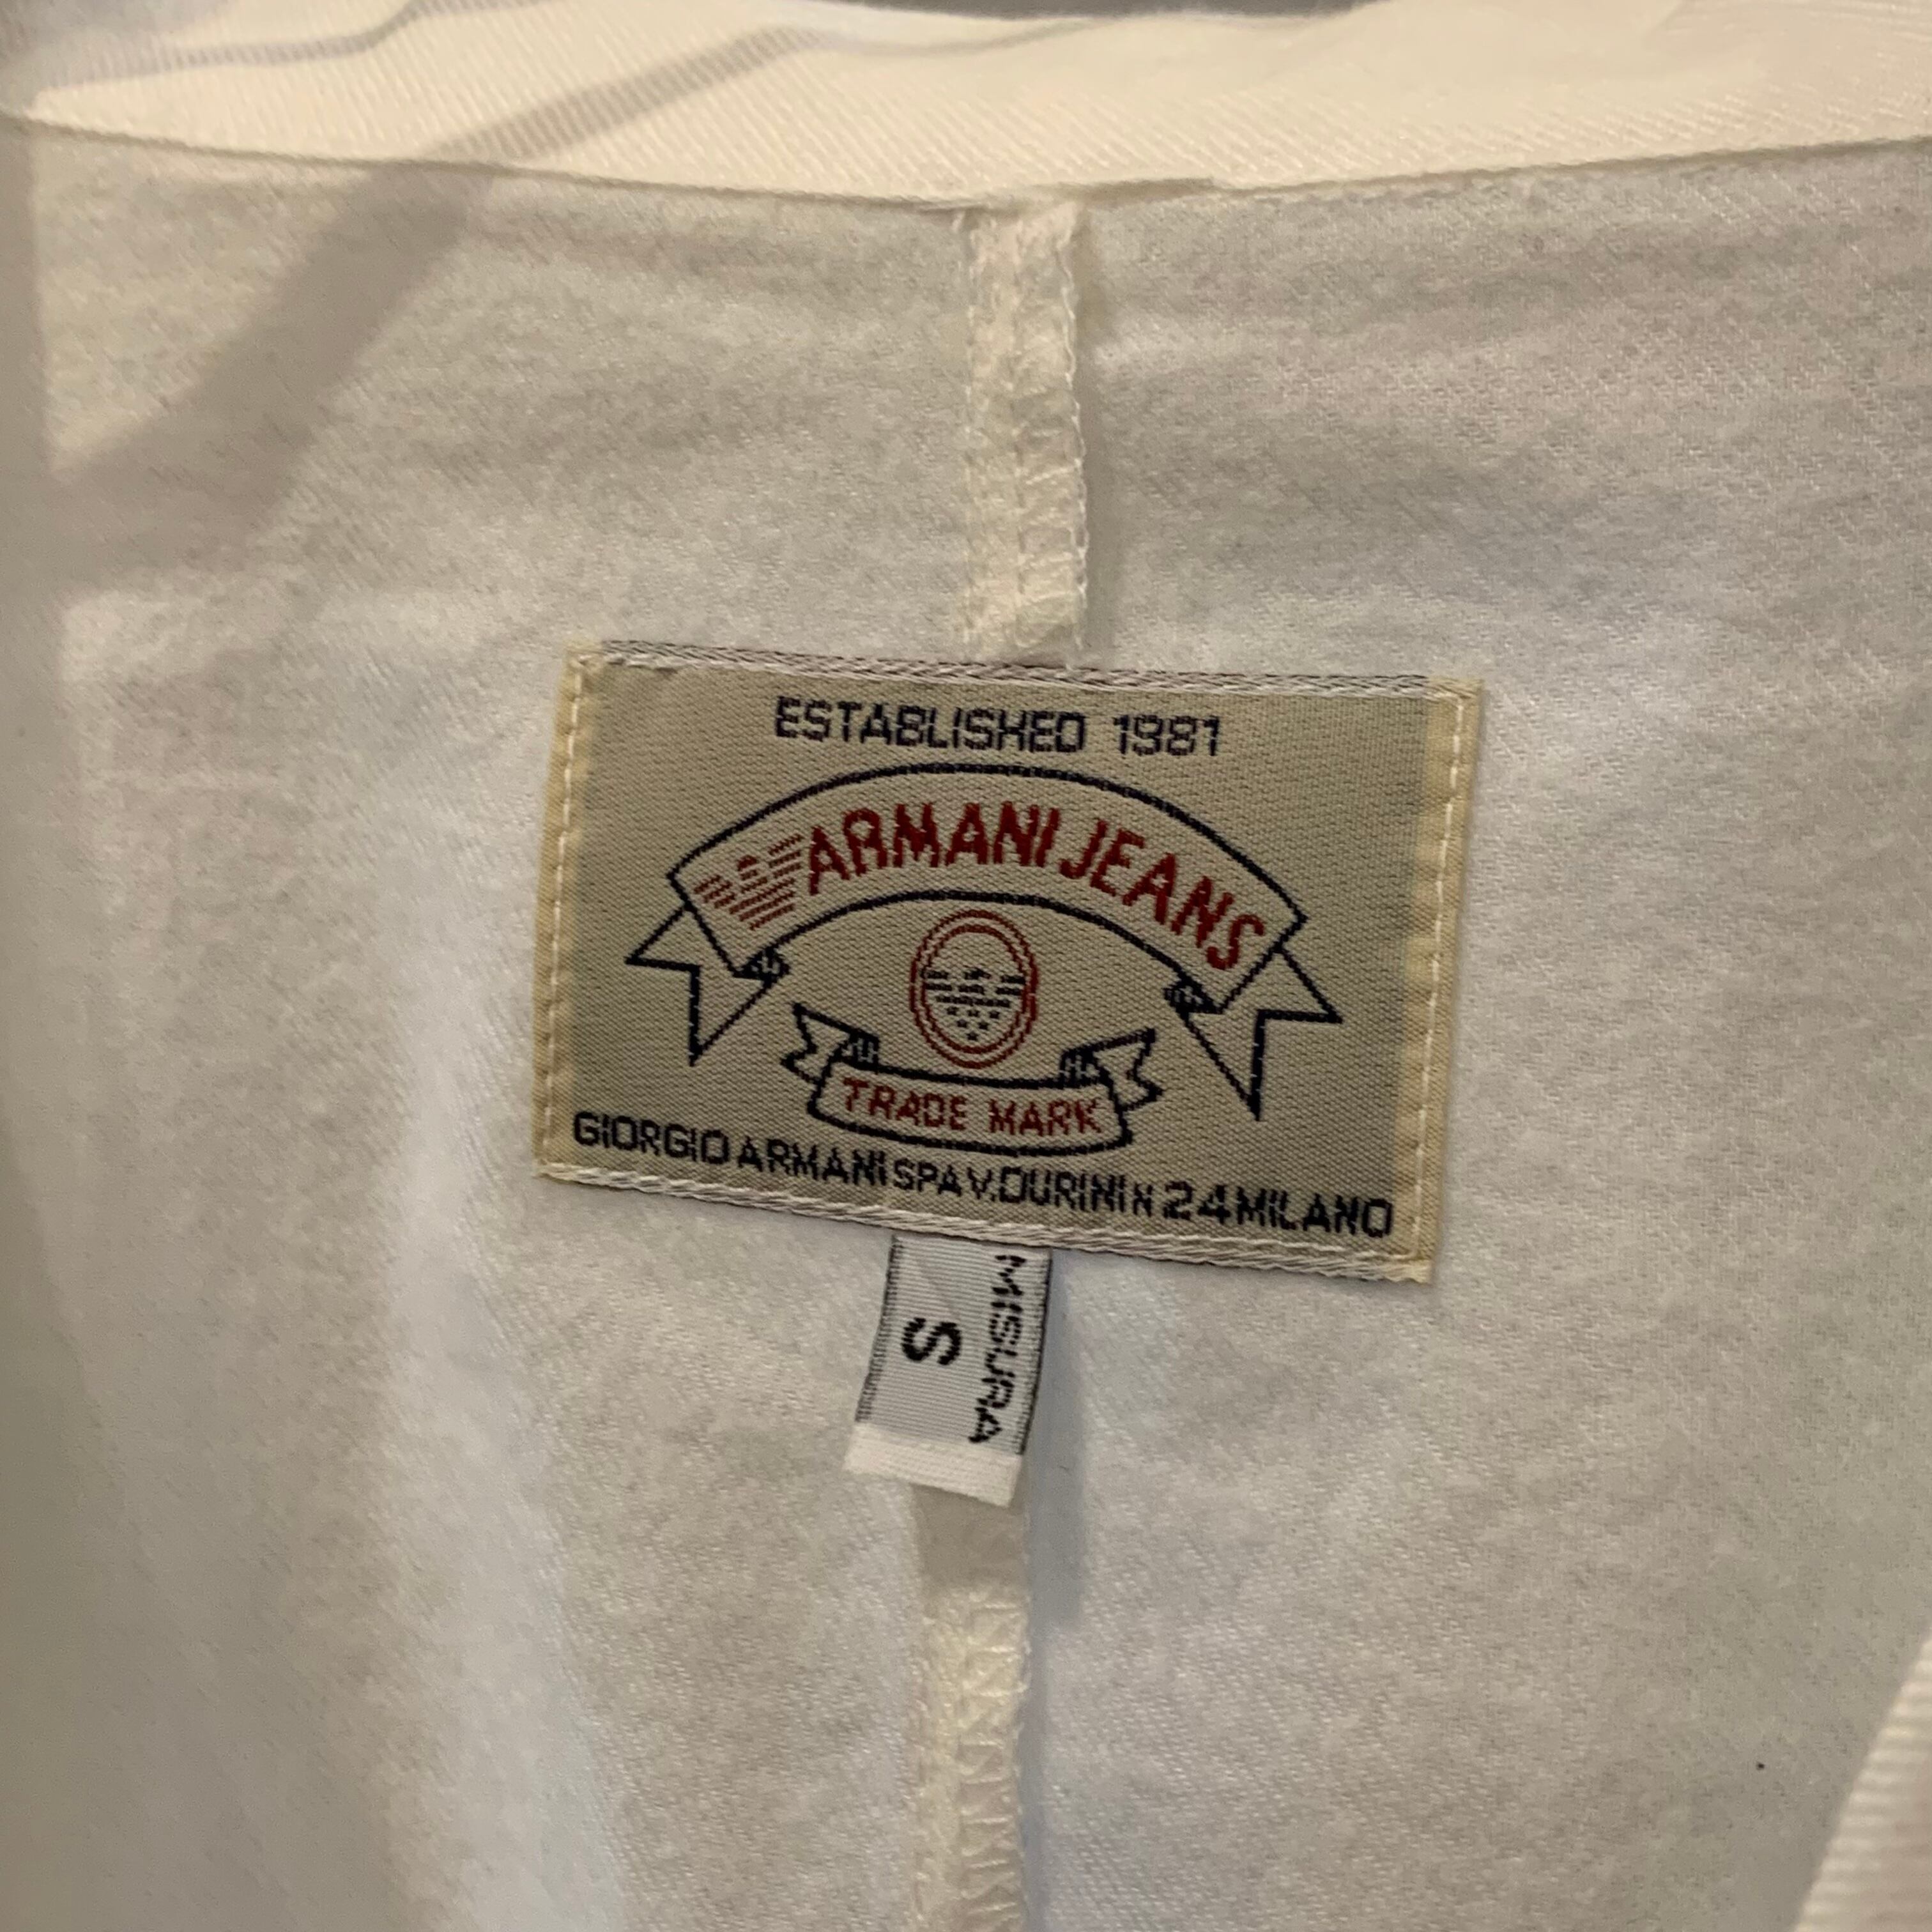 ESTABLISHED 1981
ARMANI JEANS
TRADE MARK
GIORGIO ARMANI SPA V.DURINI N 24 MILANO
MISURA
S